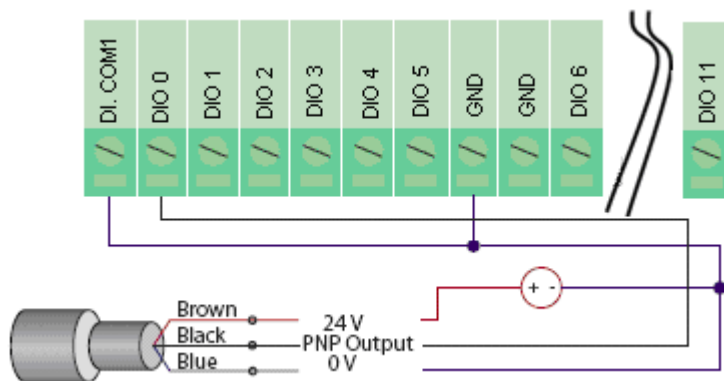 DI. COM1
DIO 0
DIO 1
DIO 2
DIO 3
DIO 4
DIO 5
GND
GND
DIO 6
DIO 11
+ -
Brown
24 V
Black
PNP Output
Blue
0 V